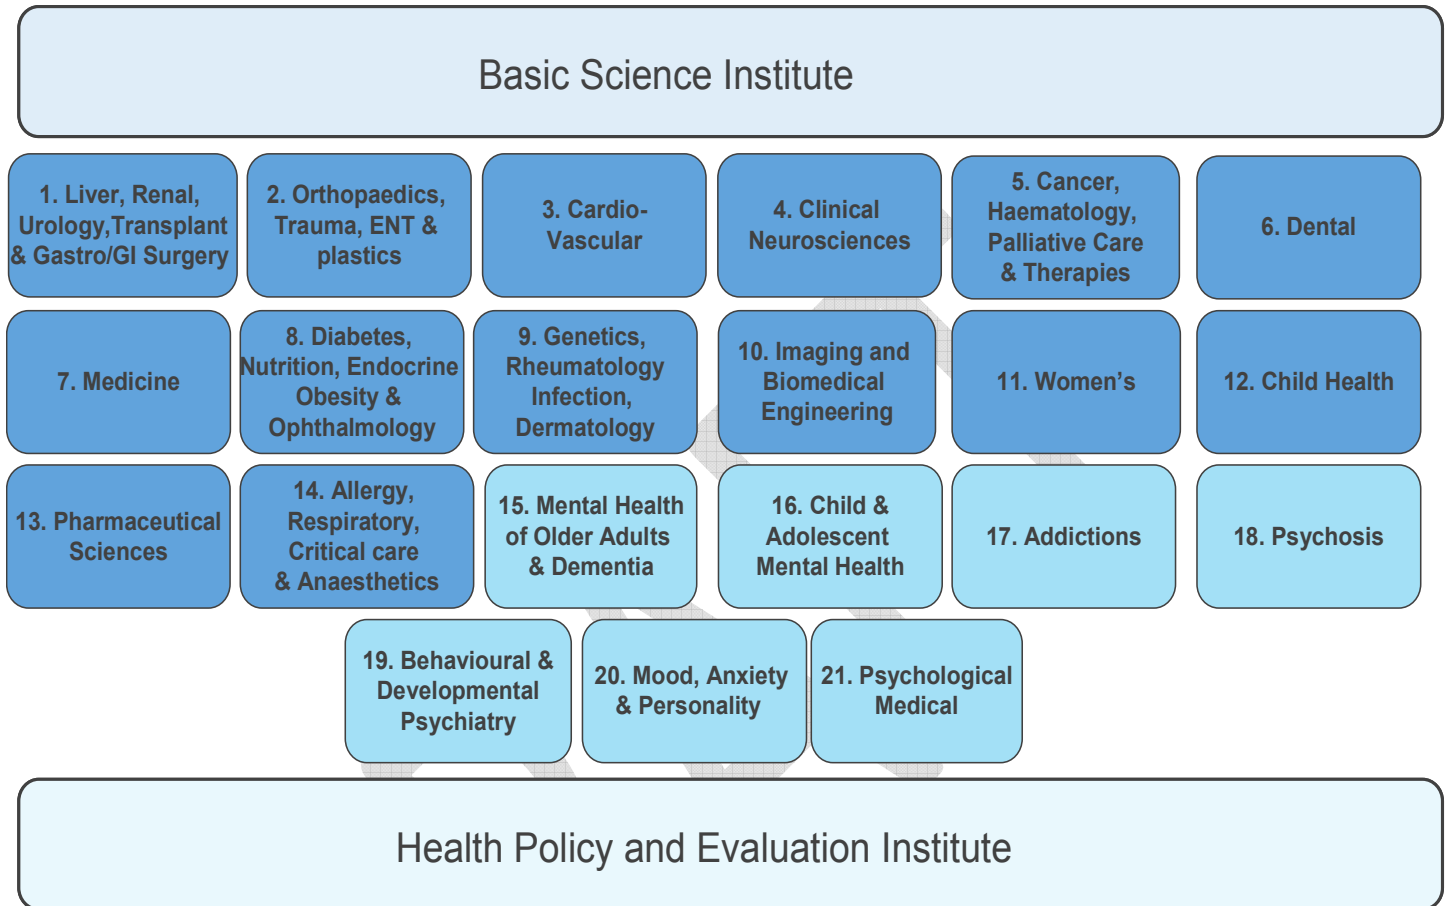 Basic Science Institute
1. Liver, Renal,
Urology,Transplant
& Gastro/GI Surgery
2. Orthopaedics,
Trauma, ENT &
plastics
3. Cardio-
Vascular
4. Clinical
Neurosciences
5. Cancer,
Haematology,
Palliative Care
& Therapies
6. Dental
7. Medicine
8. Diabetes,
Nutrition, Endocrine
Obesity &
Ophthalmology
9. Genetics,
Rheumatology
Infection,
Dermatology
10. Imaging and
Biomedical
Engineering
11. Women’s
12. Child Health
13. Pharmaceutical
Sciences
14. Allergy,
Respiratory,
Critical care
& Anaesthetics
15. Mental Health
of Older Adults
& Dementia
16. Child &
Adolescent
Mental Health
17. Addictions
18. Psychosis
19. Behavioural &
Developmental
Psychiatry
20. Mood, Anxiety
& Personality
21. Psychological
Medical
Health Policy and Evaluation Institute